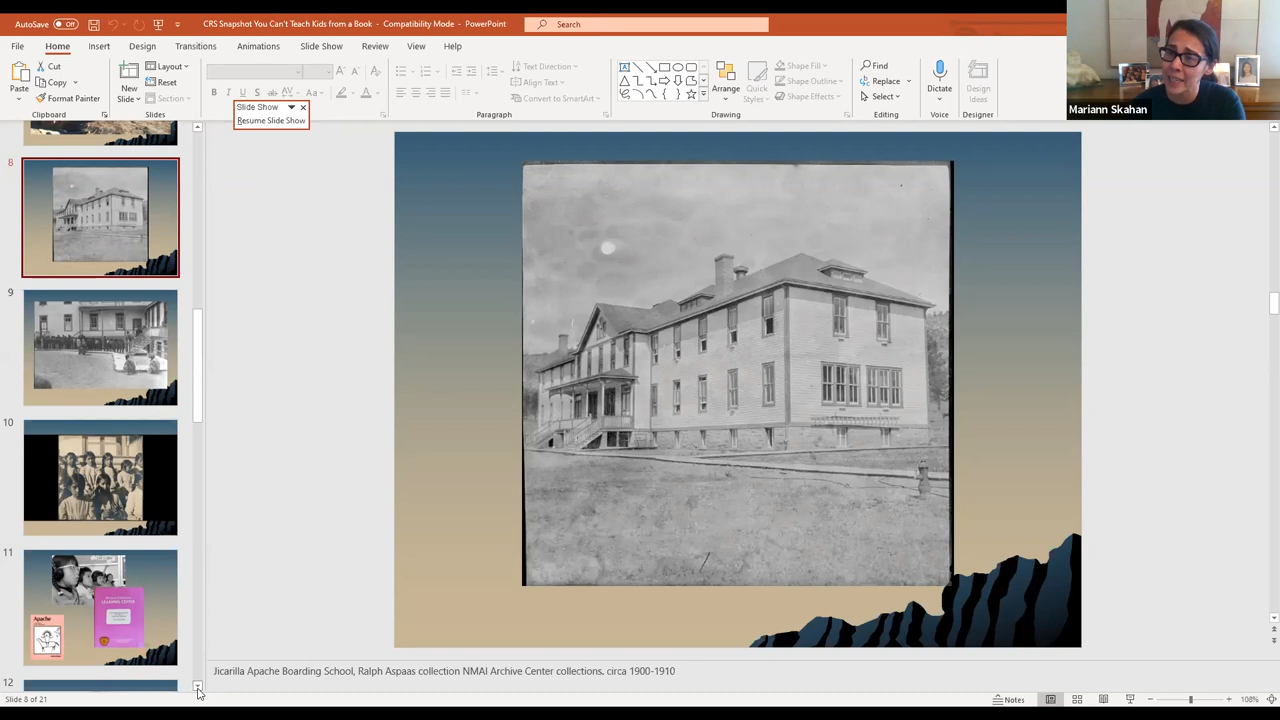 AutoSave Off
CRS Snapshot You Can't Teach Kids from a Book - Compatibility Mode - PowerPoint
Search
File Home Insert Design Transitions Animations Slide Show Review View Help
Paste
Cut
Copy
Format Painter
Clipboard
New Slide
Layout
Reset
Section
Slides
Slide Show
Resume Slide Show
Text Direction
Align Text
Convert to SmartArt
Paragraph
Arrange
Quick Styles
Shape Fill
Shape Outline
Shape Effects
Drawing
Find
Replace
Select
Editing
Dictate
Voice
Design Ideas
Designer
Mariann Skahan
8
9
10
11
LEARNING CENTER
Apache
12
Jicarilla Apache Boarding School, Ralph Aspaas collection NMAI Archive Center collections. circa 1900-1910
Slide 8 of 21
Notes
108%